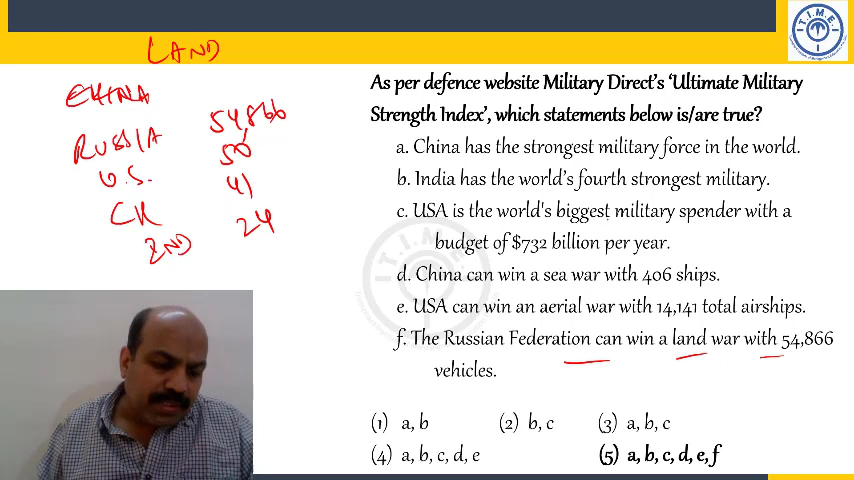 LAND
CHINA
RUSSIA 54,866
U.S. 50
CH 41
IND 24
T.I.M.E.
As per defence website Military Direct's 'Ultimate Military
Strength Index', which statements below is/are true?
a. China has the strongest military force in the world.
b. India has the world's fourth strongest military.
c. USA is the world's biggest military spender with a
budget of $732 billion per year.
d. China can win a sea war with 406 ships.
e. USA can win an aerial war with 14,141 total airships.
f. The Russian Federation can win a land war with 54,866
vehicles.
(1) a, b (2) b, c (3) a, b, c
(4) a, b, c, d, e (5) a, b, c, d, e, f